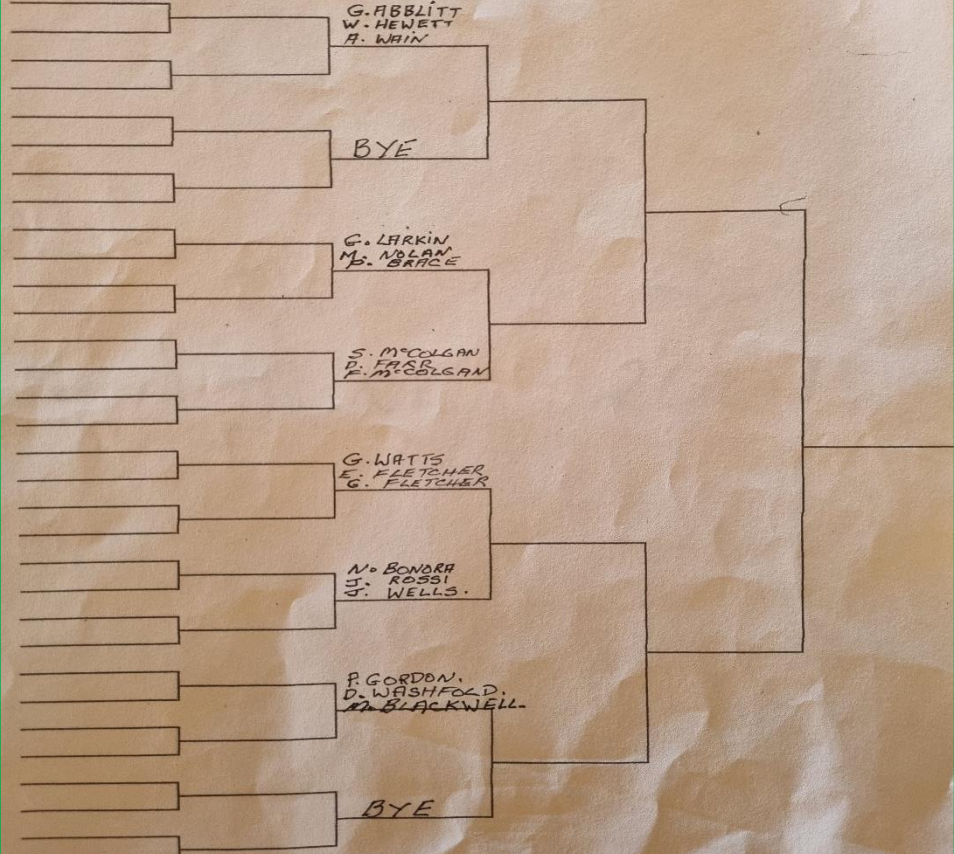 G. ABBLITT
W. HEWETT
A. WAIN
BYE
G. LARKIN
M. NOLAN
P. BRACE
S. McCOLGAN
D. FARR
F. McCOLGAN
G. WATTS
E. FLETCHER
G. FLETCHER
N. BONORA
J. ROSSI
J. WELLS.
P. GORDON.
D. WASHFOLD.
M. BLACKWELL.
BYE